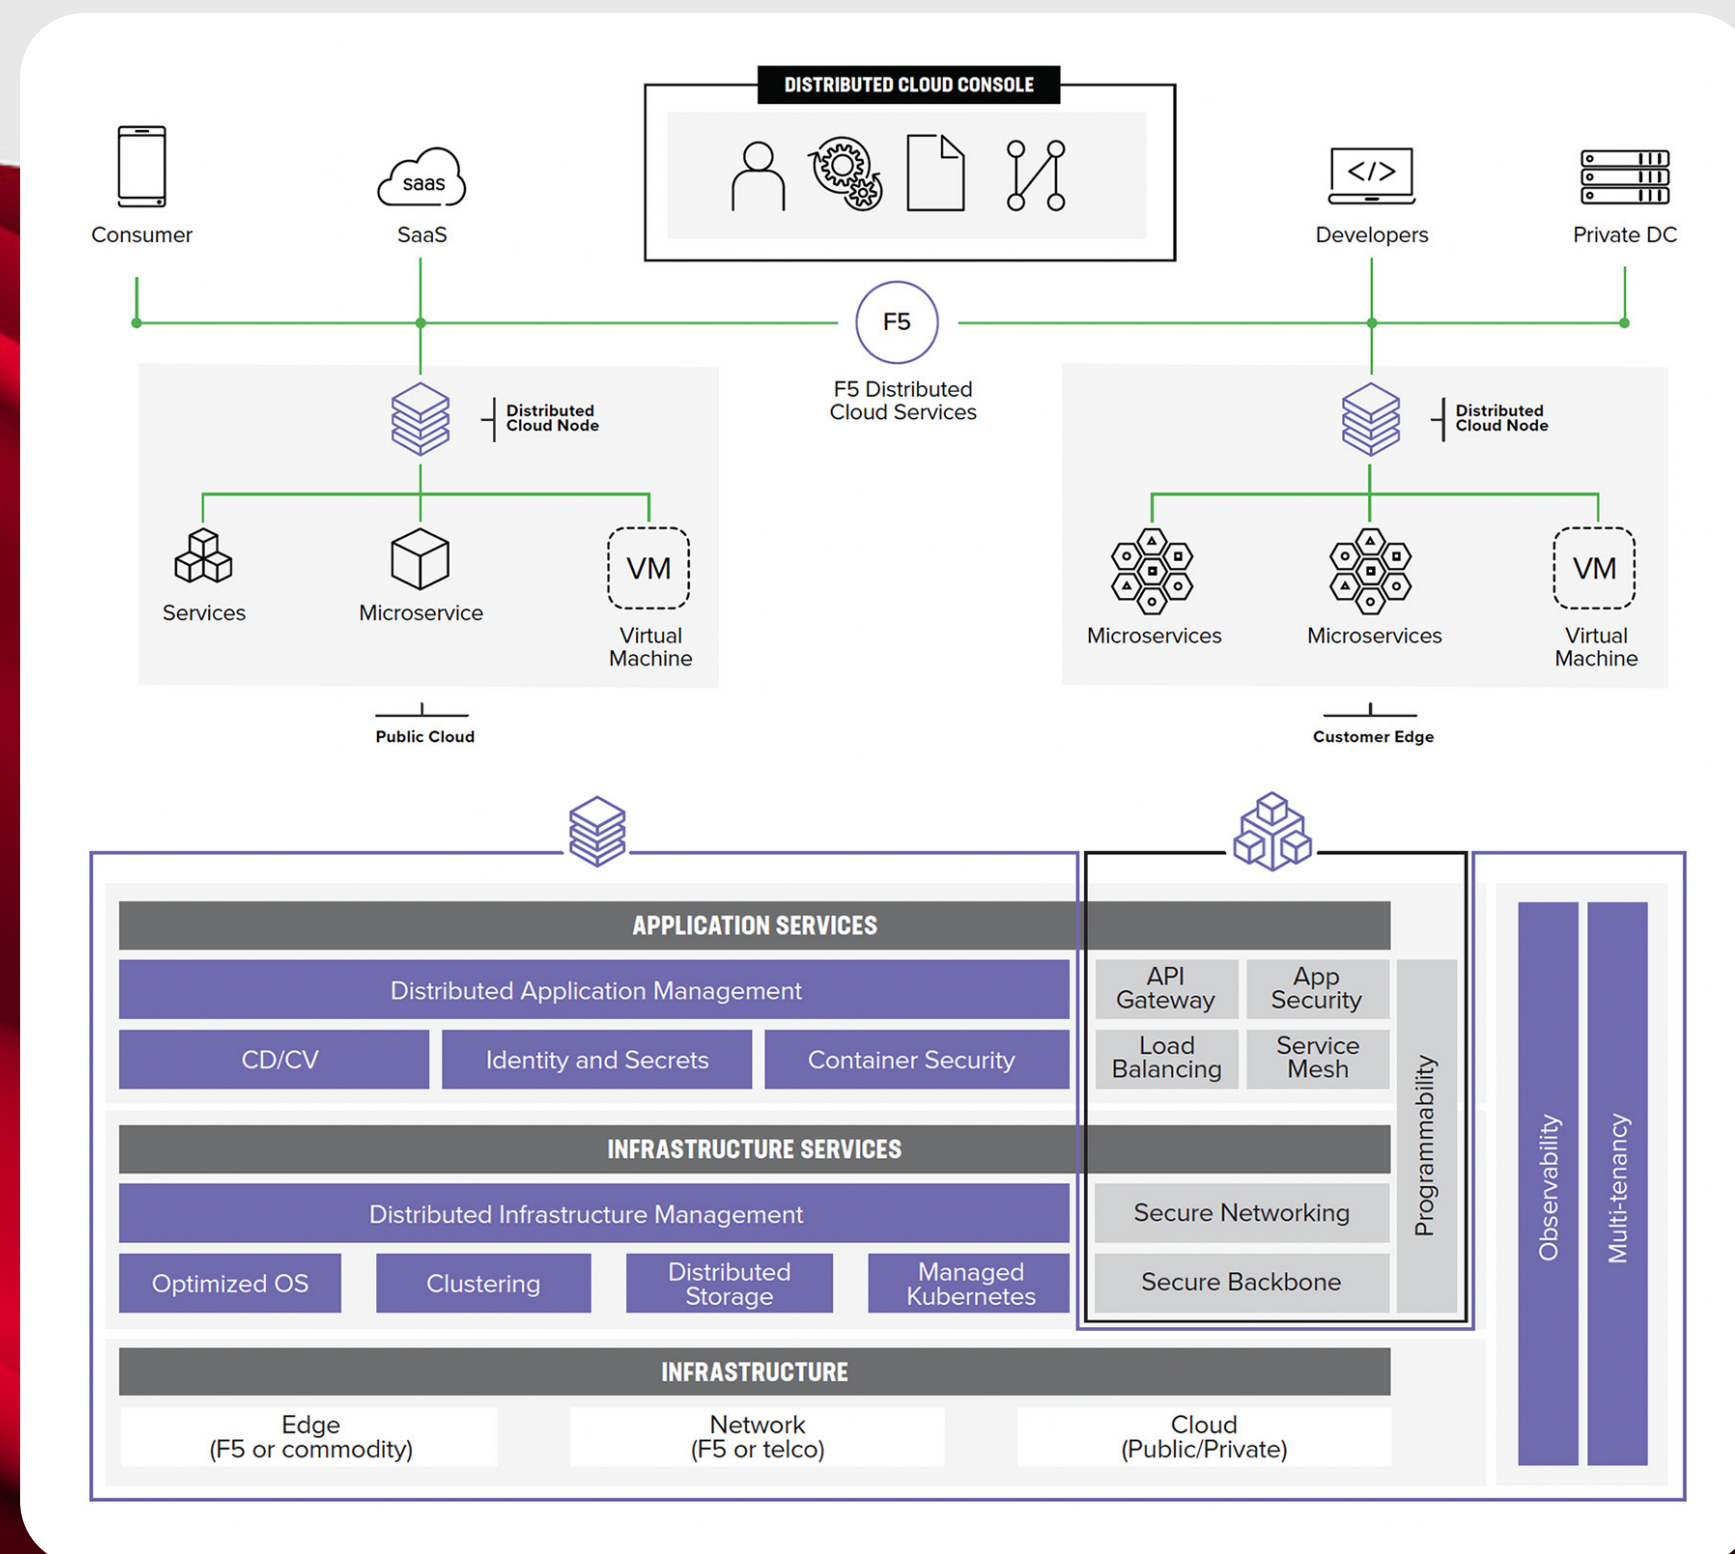 DISTRIBUTED CLOUD CONSOLE
saas
</>
Consumer
SaaS
Developers
Private DC
F5
F5 Distributed
Cloud Services
Distributed
Cloud Node
Distributed
Cloud Node
VM
VM
Services
Microservice
Virtual
Machine
Microservices
Microservices
Virtual
Machine
Public Cloud
Customer Edge
APPLICATION SERVICES
Distributed Application Management
API
Gateway
App
Security
CD/CV
Identity and Secrets
Container Security
Load
Balancing
Service
Mesh
Programmability
Observability
Multi-tenancy
INFRASTRUCTURE SERVICES
Distributed Infrastructure Management
Secure Networking
Optimized OS
Clustering
Distributed
Storage
Managed
Kubernetes
Secure Backbone
INFRASTRUCTURE
Edge
(F5 or commodity)
Network
(F5 or telco)
Cloud
(Public/Private)